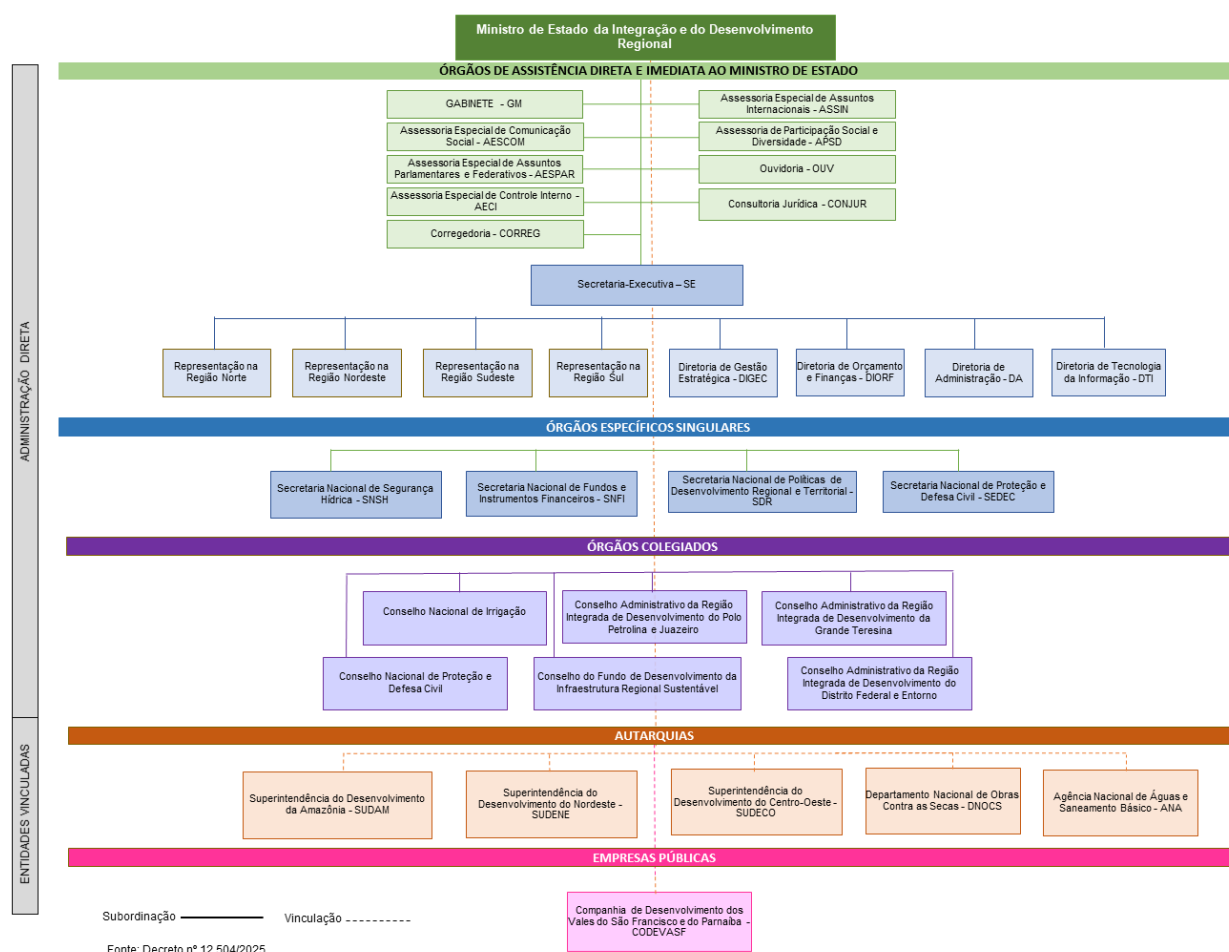 Ministro de Estado da Integração e do Desenvolvimento
Regional
ÓRGÃOS DE ASSISTÊNCIA DIRETA E IMEDIATA AO MINISTRO DE ESTADO
GABINETE - GM
Assessoria Especial de Assuntos
Internacionais - ASSIN
Assessoria Especial de Comunicação
Social - AESCOM
Assessoria de Participação Social e
Diversidade - APSD
Assessoria Especial de Assuntos
Parlamentares e Federativos - AESPAR
Ouvidoria - OUV
Assessoria Especial de Controle Interno -
AECI
Consultoria Jurídica - CONJUR
Corregedoria - CORREG
Secretaria-Executiva – SE
Representação na
Região Norte
Representação na
Região Nordeste
Representação na
Região Sudeste
Representação na
Região Sul
Diretoria de Gestão
Estratégica - DIGEC
Diretoria de Orçamento
e Finanças - DIORF
Diretoria de
Administração - DA
Diretoria de Tecnologia
da Informação - DTI
ADMINISTRAÇÃO DIRETA
ÓRGÃOS ESPECÍFICOS SINGULARES
Secretaria Nacional de Segurança
Hídrica - SNSH
Secretaria Nacional de Fundos e
Instrumentos Financeiros - SNFI
Secretaria Nacional de Políticas de
Desenvolvimento Regional e Territorial -
SDR
Secretaria Nacional de Proteção e
Defesa Civil - SEDEC
ÓRGÃOS COLEGIADOS
Conselho Nacional de Irrigação
Conselho Administrativo da Região
Integrada de Desenvolvimento do Polo
Petrolina e Juazeiro
Conselho Administrativo da Região
Integrada de Desenvolvimento da
Grande Teresina
Conselho Nacional de Proteção e
Defesa Civil
Conselho do Fundo de Desenvolvimento da
Infraestrutura Regional Sustentável
Conselho Administrativo da Região
Integrada de Desenvolvimento do
Distrito Federal e Entorno
ENTIDADES VINCULADAS
AUTARQUIAS
Superintendência do Desenvolvimento
da Amazônia - SUDAM
Superintendência do
Desenvolvimento do Nordeste -
SUDENE
Superintendência do
Desenvolvimento do Centro-Oeste -
SUDECO
Departamento Nacional de Obras
Contra as Secas - DNOCS
Agência Nacional de Águas e
Saneamento Básico - ANA
EMPRESAS PÚBLICAS
Companhia de Desenvolvimento dos
Vales do São Francisco e do Parnaíba -
CODEVASF
Subordinação
Vinculação
Fonte: Decreto nº 12.504/2025